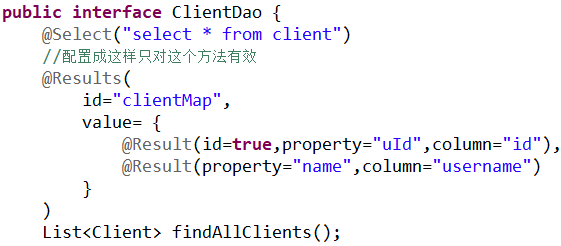 public interface ClientDao {
    @Select("select * from client")
    //配置成这样只对这个方法有效
    @Results(
        id="clientMap",
        value= {
            @Result(id=true,property="uId",column="id"),
            @Result(property="name",column="username")
        }
    )
    List<Client> findAllClients();